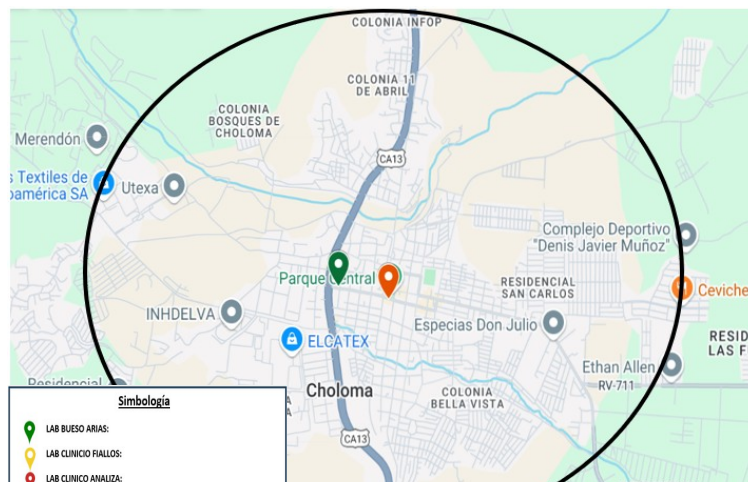 COLONIA INFOP
COLONIA 11
DE ABRIL
COLONIA
BOSQUES DE
CHOLOMA
Merendón
CA13
s Textiles de
oamérica SA
Utexa
Complejo Deportivo
"Denis Javier Muñoz"
Parque Central
RESIDENCIAL
SAN CARLOS
Ceviche
INHDELVA
Especias Don Julio
ELCATEX
RESID
LAS F
Ethan Allen
RV-711
Residencial
Choloma
COLONIA
BELLA VISTA
CA13
Simbología
LAB BUESO ARIAS:
LAB CLINICIO FIALLOS:
LAB CLINICO ANALIZA: